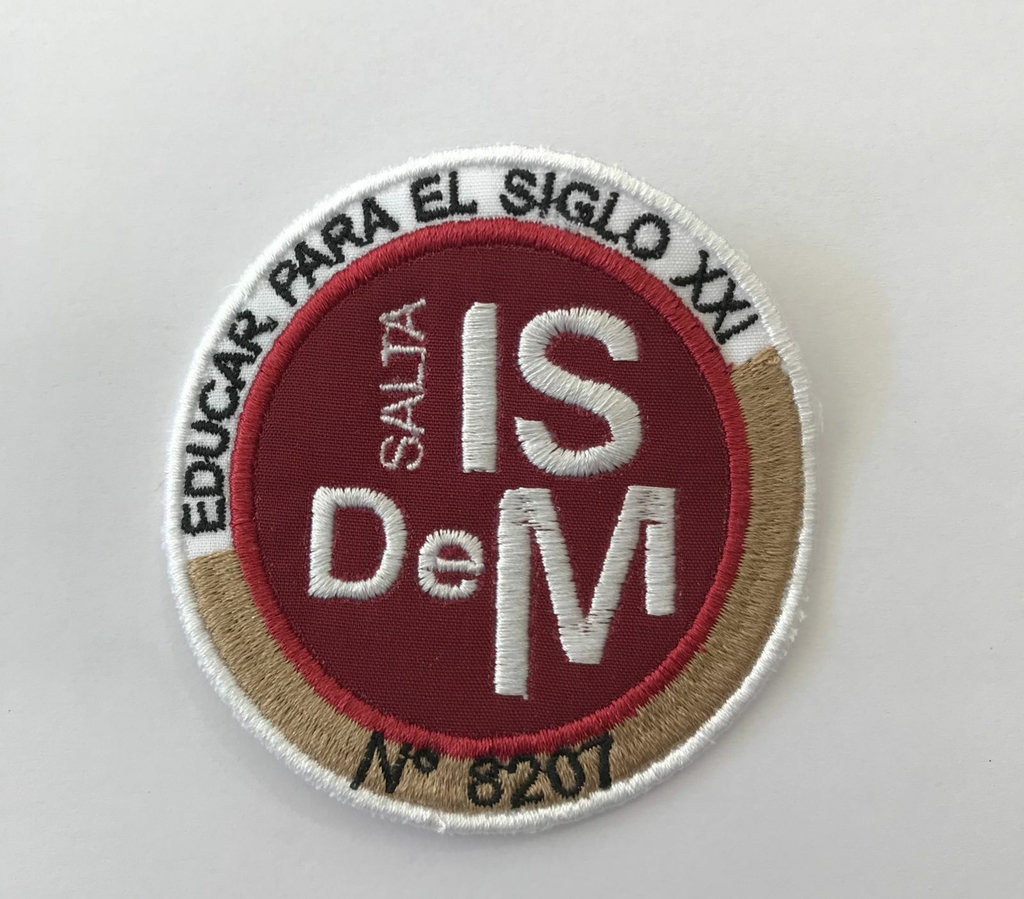 EDUCAR PARA EL SIGLO XXI
SALTA
IS
DeM
Nº 8207